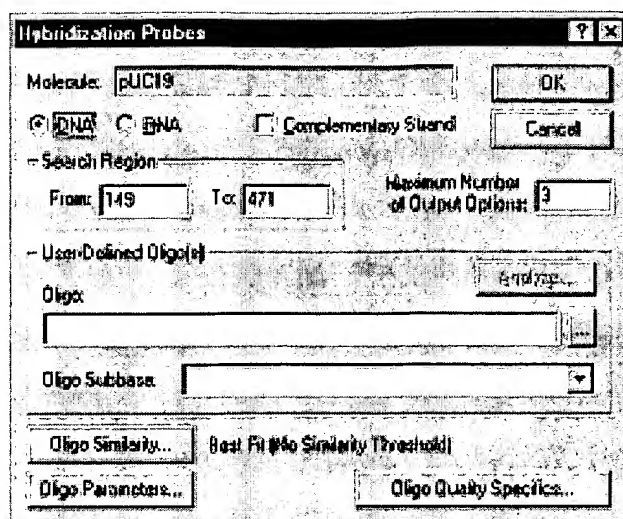 Hybridization Probes
Molecule: pUC19 OK
DNA RNA Complementary Strand Cancel
Search Region
From: 149 To: 471 Maximum Number of Output Options: 3
User-Defined Oligo(s)
Analyze...
Oligo:
...
Oligo Subbase:
Oligo Similarity... Best Fit (No Similarity Threshold)
Oligo Parameters... Oligo Quality Specifics...